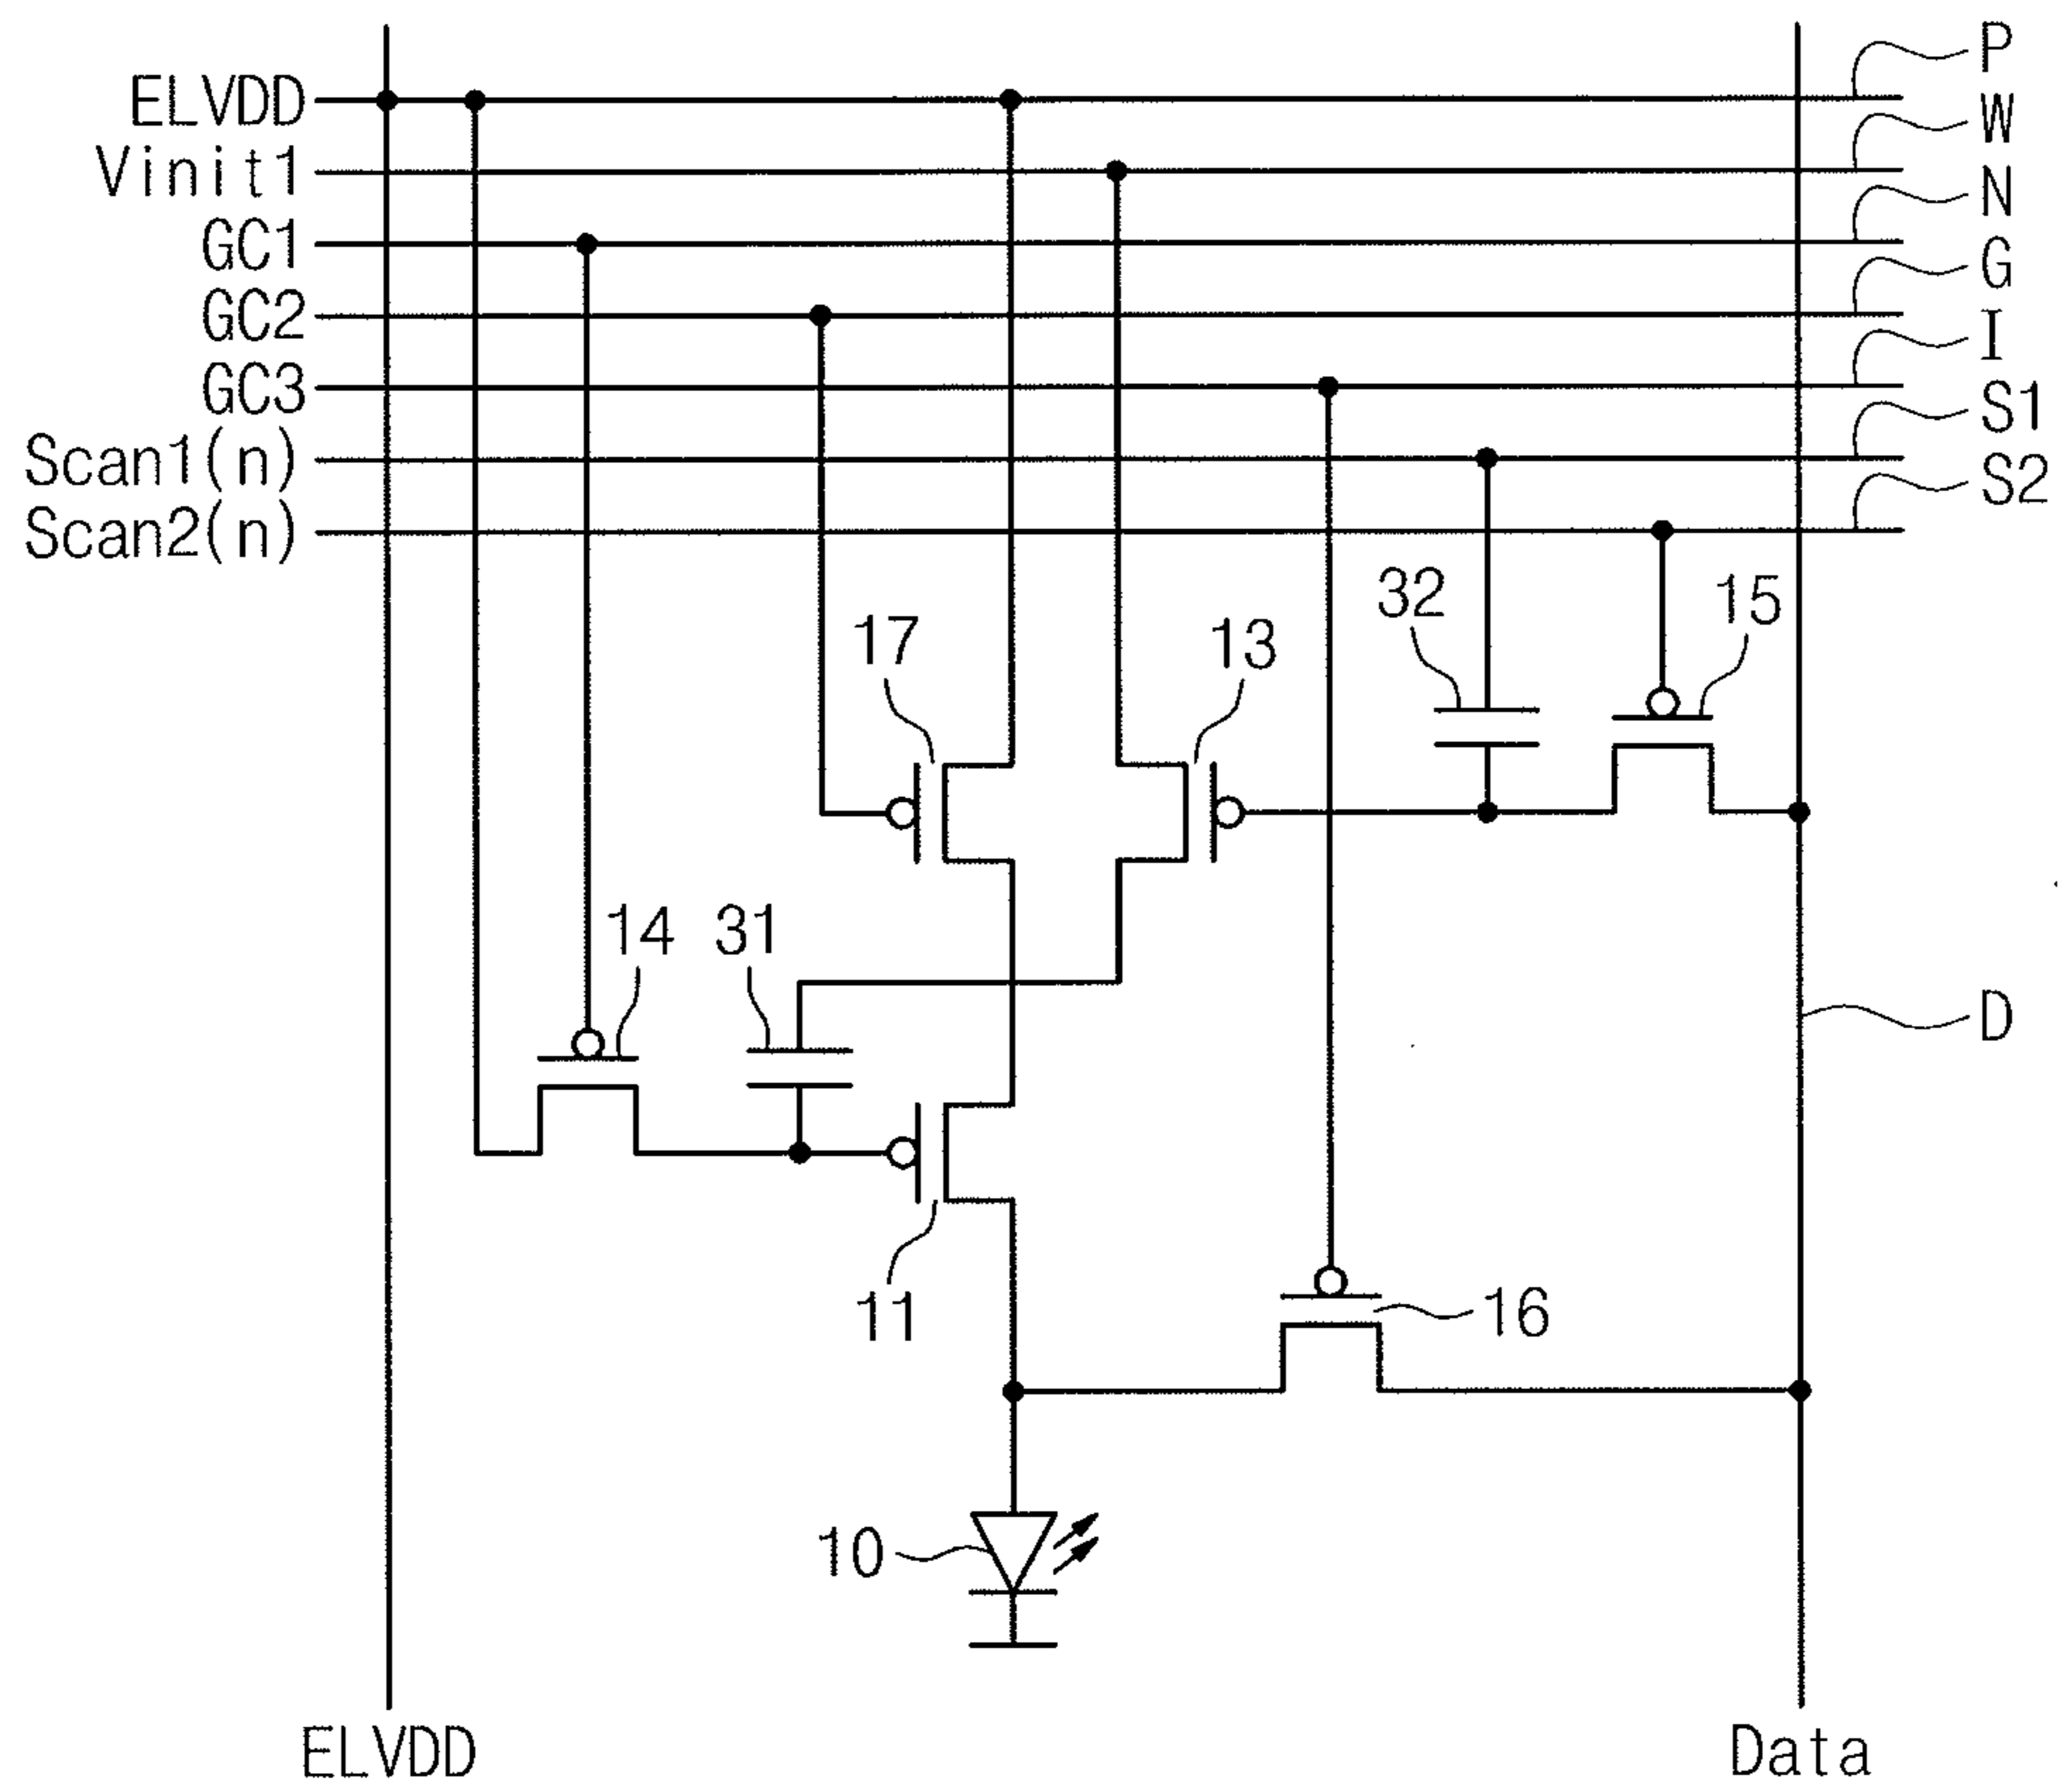 P
ELVDD
W
Vinit1
N
GC1
G
GC2
I
GC3
S1
Scan1(n)
S2
Scan2(n)
32
15
17
13
14
31
D
11
16
10
ELVDD
Data